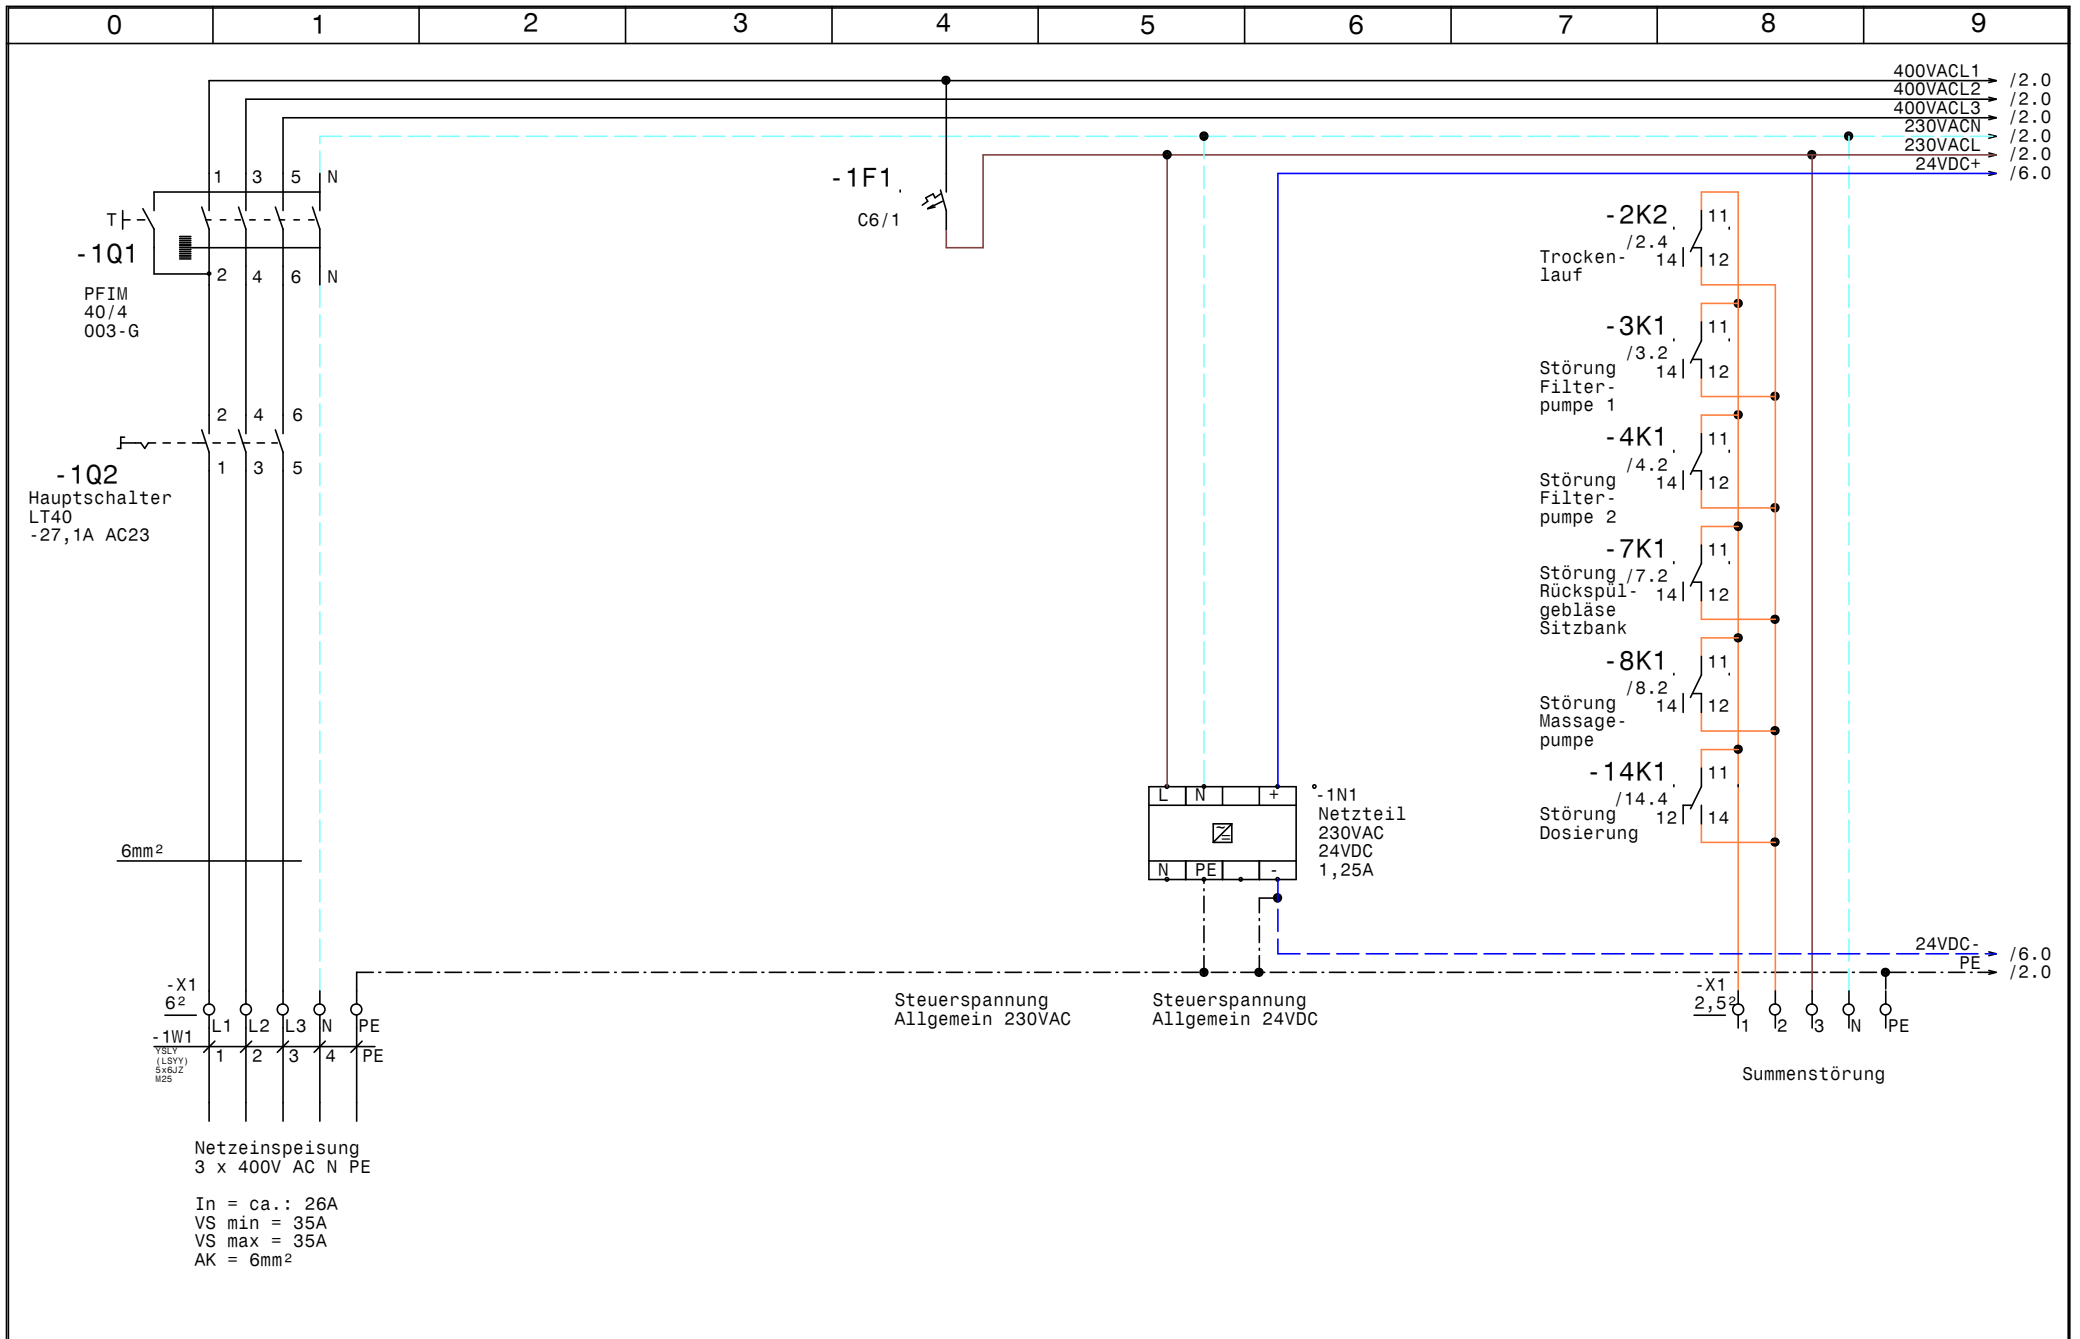 0 1 2 3 4 5 6 7 8 9
400VACL1 /2.0
400VACL2 /2.0
400VACL3 /2.0
230VACN /2.0
230VACL /2.0
24VDC+ /6.0
1 3 5 N
T
-1Q1
2 4 6 N
PFIM
40/4
003-G
2 4 6
1 3 5
-1Q2
Hauptschalter
LT40
-27,1A AC23
6mm²
-X1
6²
L1 L2 L3 N PE
-1W1
1 2 3 4 PE
YSLY
(LSYY)
5x6JZ
M25
Netzeinspeisung
3 x 400V AC N PE
In = ca.: 26A
VS min = 35A
VS max = 35A
AK = 6mm²
-1F1
C6/1
L N +
N PE -
-1N1
Netzteil
230VAC
24VDC
1,25A
Steuerspannung
Allgemein 230VAC
Steuerspannung
Allgemein 24VDC
-2K2 11
/2.4
14 12
Trocken-
lauf
-3K1 11
/3.2
14 12
Störung
Filter-
pumpe 1
-4K1 11
/4.2
14 12
Störung
Filter-
pumpe 2
-7K1 11
/7.2
14 12
Störung
Rückspül-
gebläse
Sitzbank
-8K1 11
/8.2
14 12
Störung
Massage-
pumpe
-14K1 11
/14.4
12 14
Störung
Dosierung
24VDC- /6.0
PE /2.0
-X1
2,5²
1 2 3 N PE
Summenstörung